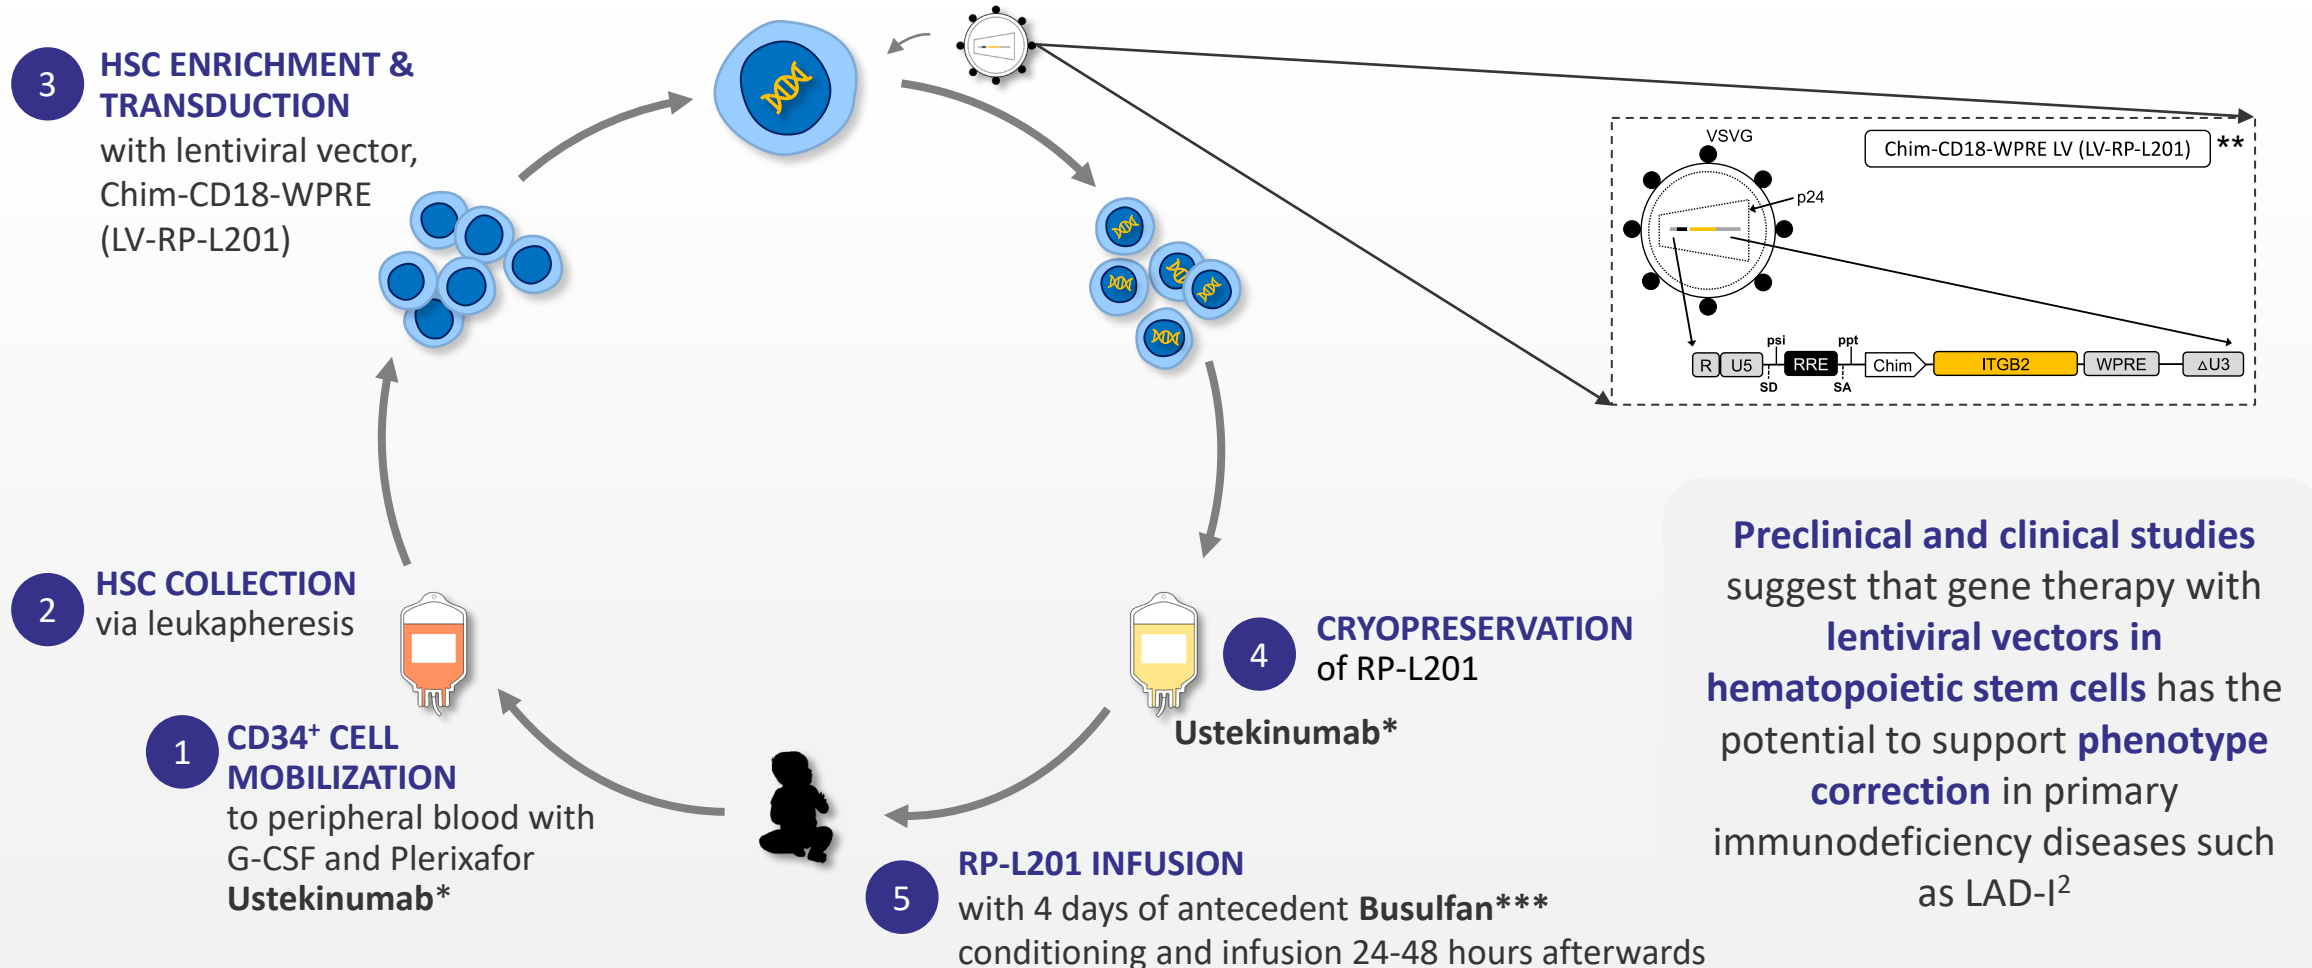 3
HSC ENRICHMENT &
TRANSDUCTION
with lentiviral vector,
Chim-CD18-WPRE
(LV-RP-L201)
VSVG
Chim-CD18-WPRE LV (LV-RP-L201) **
p24
psi
ppt
R U5 RRE Chim ITGB2 WPRE △U3
SD
SA
2
HSC COLLECTION
via leukapheresis
4
CRYOPRESERVATION
of RP-L201
Ustekinumab*
1
CD34⁺ CELL
MOBILIZATION
to peripheral blood with
G-CSF and Plerixafor
Ustekinumab*
5
RP-L201 INFUSION
with 4 days of antecedent Busulfan***
conditioning and infusion 24-48 hours afterwards
Preclinical and clinical studies
suggest that gene therapy with
lentiviral vectors in
hematopoietic stem cells has the
potential to support phenotype
correction in primary
immunodeficiency diseases such
as LAD-I²